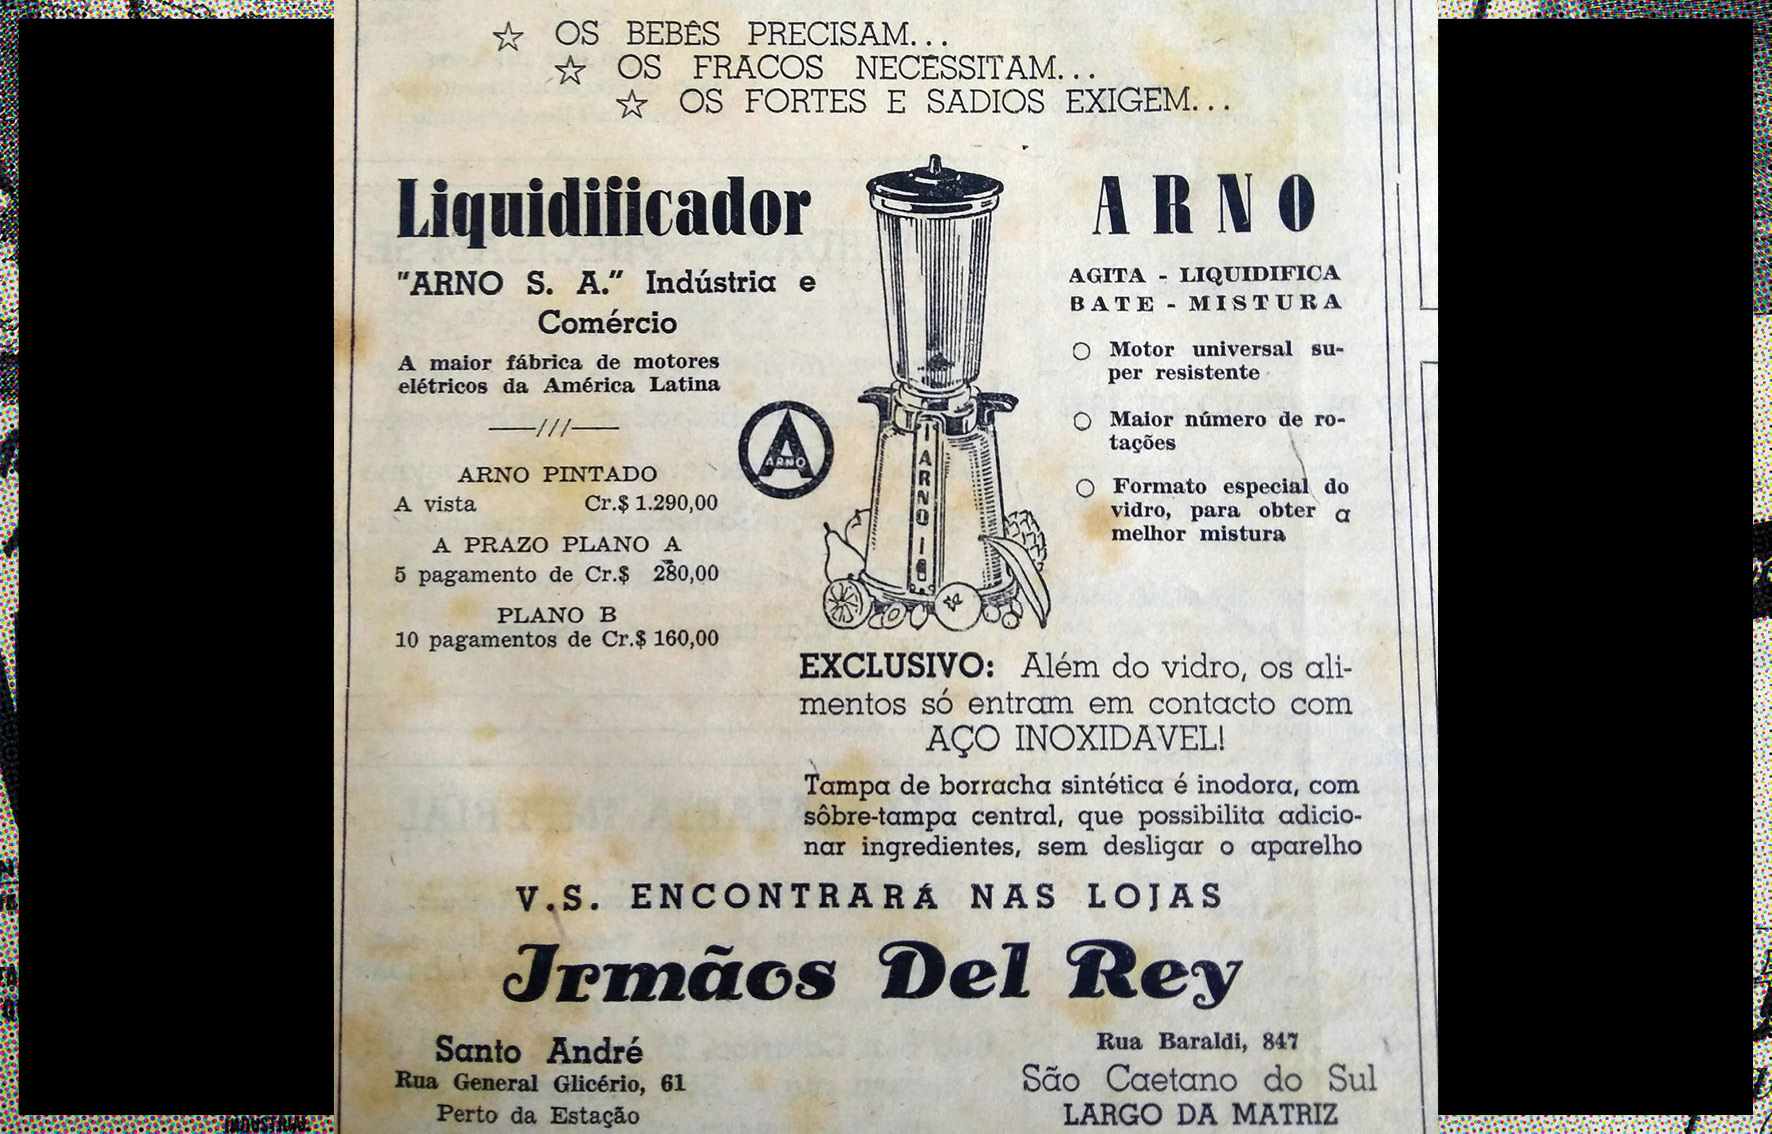 ☆ OS BEBÊS PRECISAM...
☆ OS FRACOS NECESSITAM...
☆ OS FORTES E SADIOS EXIGEM...
Liquidificador
"ARNO S. A." Indústria e
Comércio
A maior fábrica de motores
elétricos da América Latina
——///——
ARNO PINTADO
A vista Cr.$ 1.290,00
A PRAZO PLANO A
5 pagamento de Cr.$ 280,00
PLANO B
10 pagamentos de Cr.$ 160,00
A
ARNO
ARNO
ARNO
AGITA - LIQUIDIFICA
BATE - MISTURA
○ Motor universal su-
per resistente
○ Maior número de ro-
tações
○ Formato especial do
vidro, para obter a
melhor mistura
EXCLUSIVO: Além do vidro, os ali-
mentos só entram em contacto com
AÇO INOXIDAVEL!
Tampa de borracha sintética é inodora, com
sôbre-tampa central, que possibilita adicio-
nar ingredientes, sem desligar o aparelho
V.S. ENCONTRARÁ NAS LOJAS
Irmãos Del Rey
Santo André
Rua General Glicério, 61
Perto da Estação
Rua Baraldi, 847
São Caetano do Sul
LARGO DA MATRIZ
INDUSTRIAL